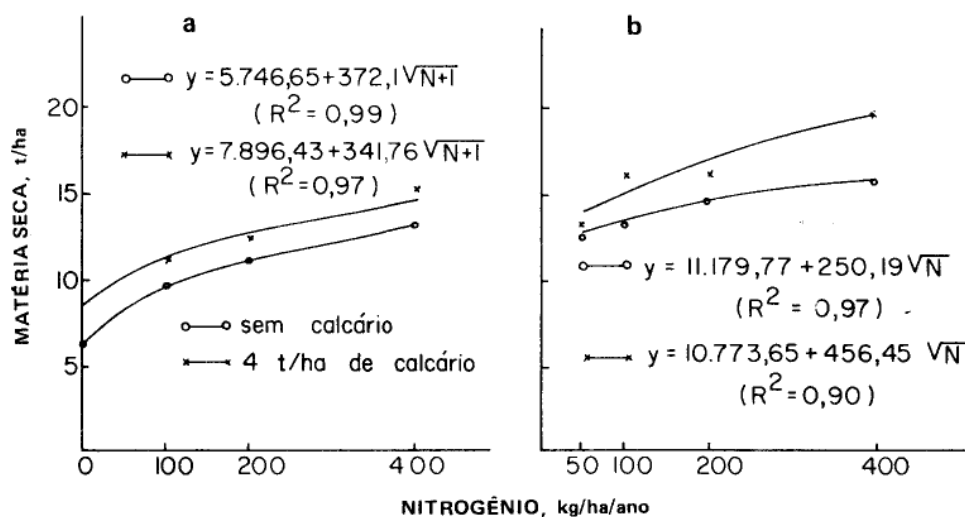 a
y = 5.746,65+372,1√N+1
(R²=0,99)
y=7.896,43+341,76√N+1
(R²=0,97)
20
15
10
5
MATÉRIA SECA, t/ha
sem calcário
4 t/ha de calcário
0
100
200
400
b
y = 11.179,77+250,19√N
(R²= 0,97)
y=10.773,65+456,45 √N
(R²=0,90)
50
100
200
400
NITROGÊNIO, kg/ha/ano